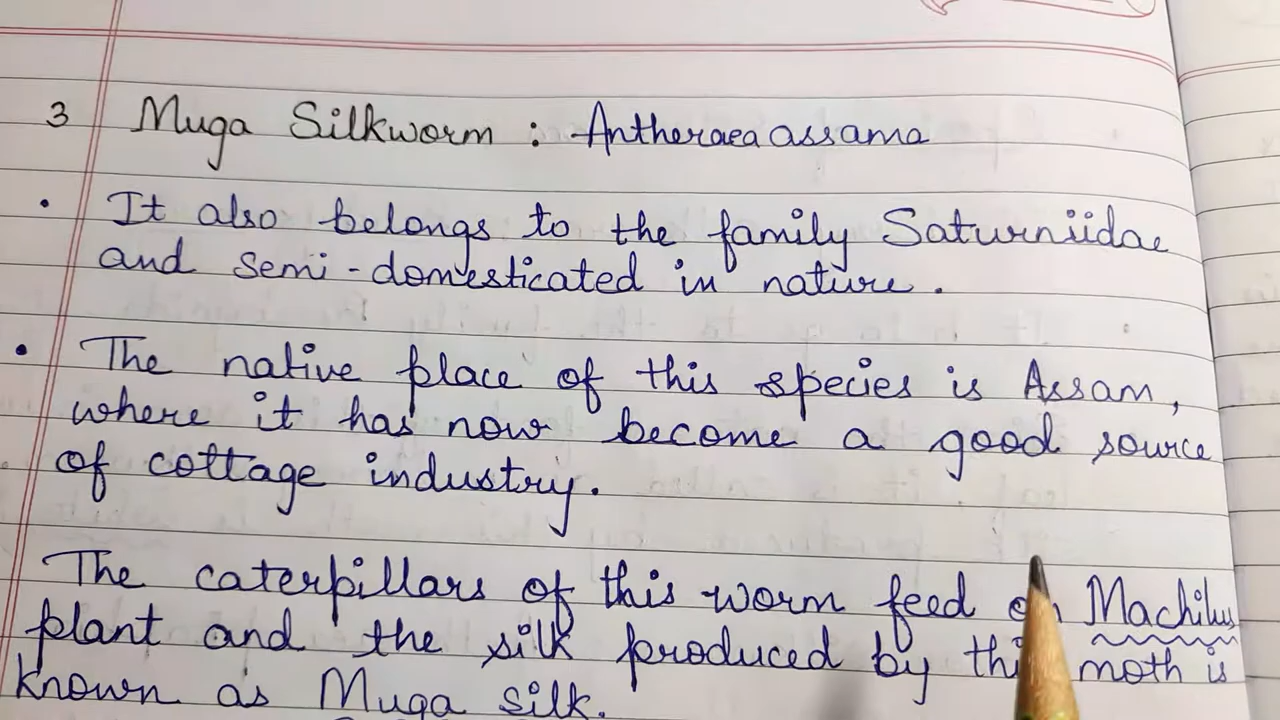 3 Muga Silkworm : Antheraea assama
• It also belongs to the family Saturniidae
and semi-domesticated in nature.
• The native place of this species is Assam,
where it has now become a good source
of cottage industry.
The caterpillars of this worm feed on Machilus
plant and the silk produced by this moth is
known as Muga silk.